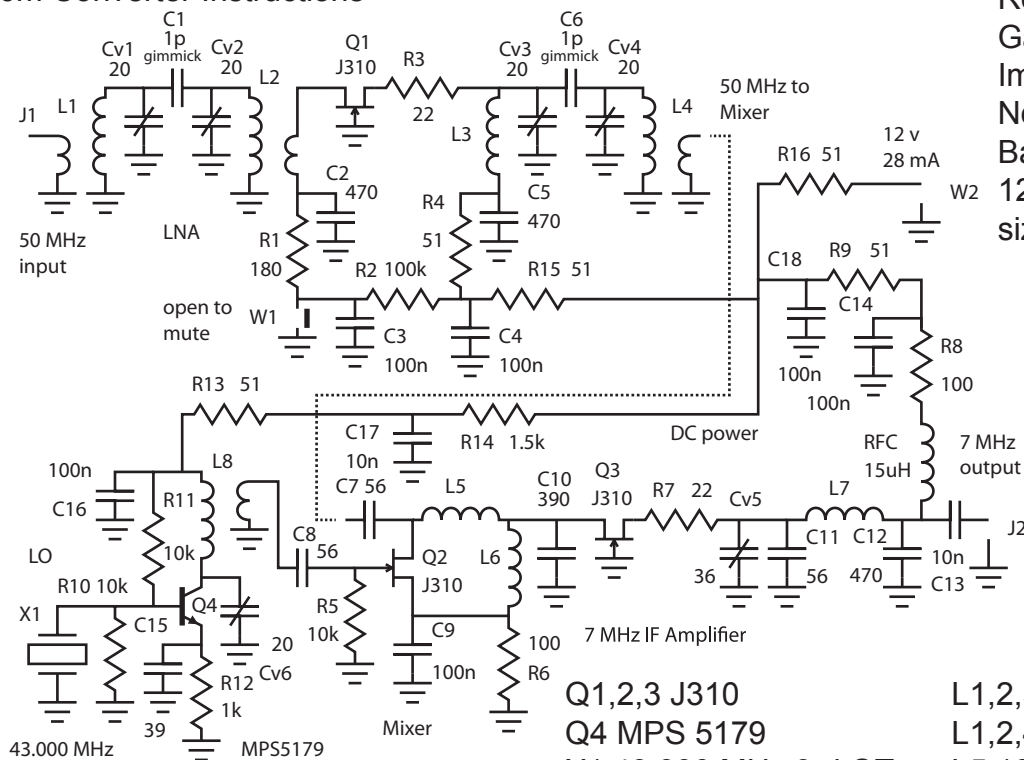 Converter Instructions
C1
1p
gimmick
Cv1
20
Cv2
20
L2
J1
L1
Q1
J310
R3
22
C6
1p
gimmick
Cv3
20
Cv4
20
L3
L4
50 MHz to
Mixer
12 v
28 mA
R16 51
W2
C2
470
R4
51
C5
470
50 MHz
input
LNA
R1
180
R2 100k
R15 51
C18
R9 51
C14
open to
mute
W1
C3
100n
C4
100n
100n
100n
R8
100
R13 51
C17
10n
R14 1.5k
DC power
RFC
15uH
7 MHz
output
100n
C16
R11
10k
L8
C7 56
L5
C10
390
Q3
J310
R7 22
Cv5
L7
J2
C8
56
LO
R10 10k
X1
C15
Q4
20
Cv6
R5
10k
Q2
J310
L6
36
C11
56
C12
470
10n
C13
39
R12
1k
C9
100n
100
R6
7 MHz IF Amplifier
43.000 MHz
MPS5179
Mixer
Q1,2,3 J310
Q4 MPS 5179
L1,2,
L1,2,